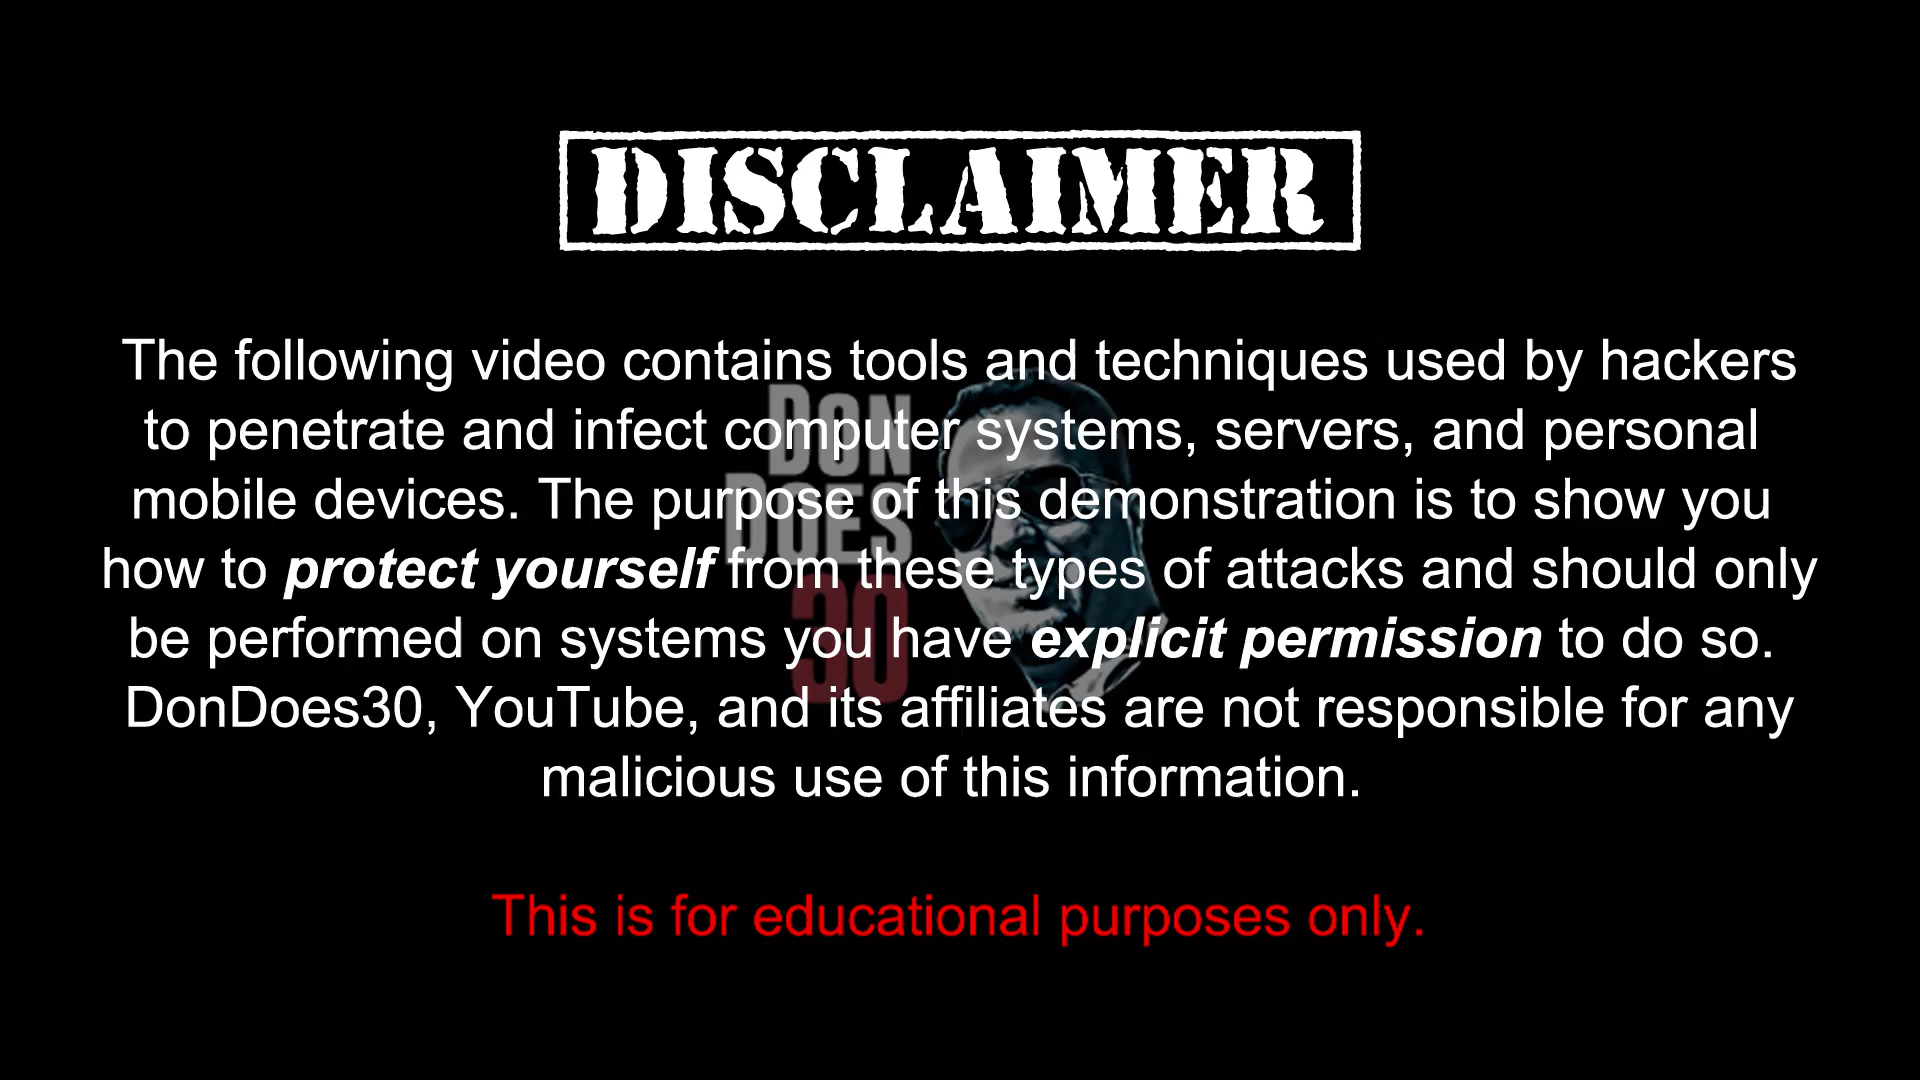 DISCLAIMER
The following video contains tools and techniques used by hackers
to penetrate and infect computer systems, servers, and personal
mobile devices. The purpose of this demonstration is to show you
how to protect yourself from these types of attacks and should only
be performed on systems you have explicit permission to do so.
DonDoes30, YouTube, and its affiliates are not responsible for any
malicious use of this information.
This is for educational purposes only.
DON
DOES
30